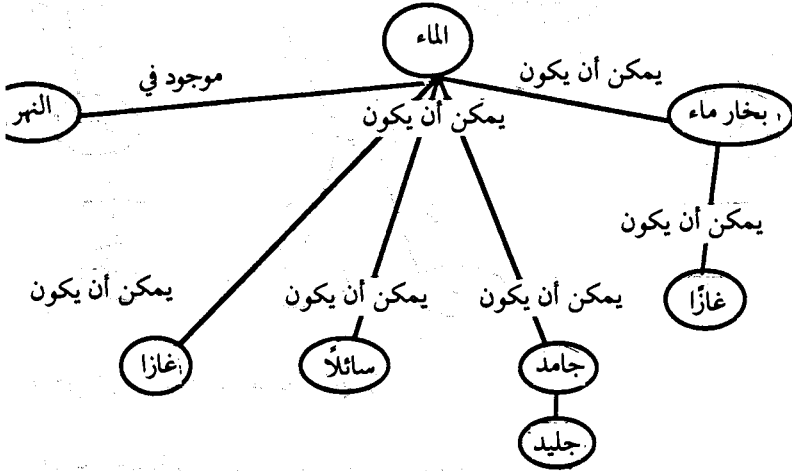 الماء
يمكن أن يكون
موجود في
بخار ماء
النهر
يمكن أن يكون
يمكن أن يكون
يمكن أن يكون
يمكن أن يكون
يمكن أن يكون
غازًا
جامد
سائلًا
غازا
جليد